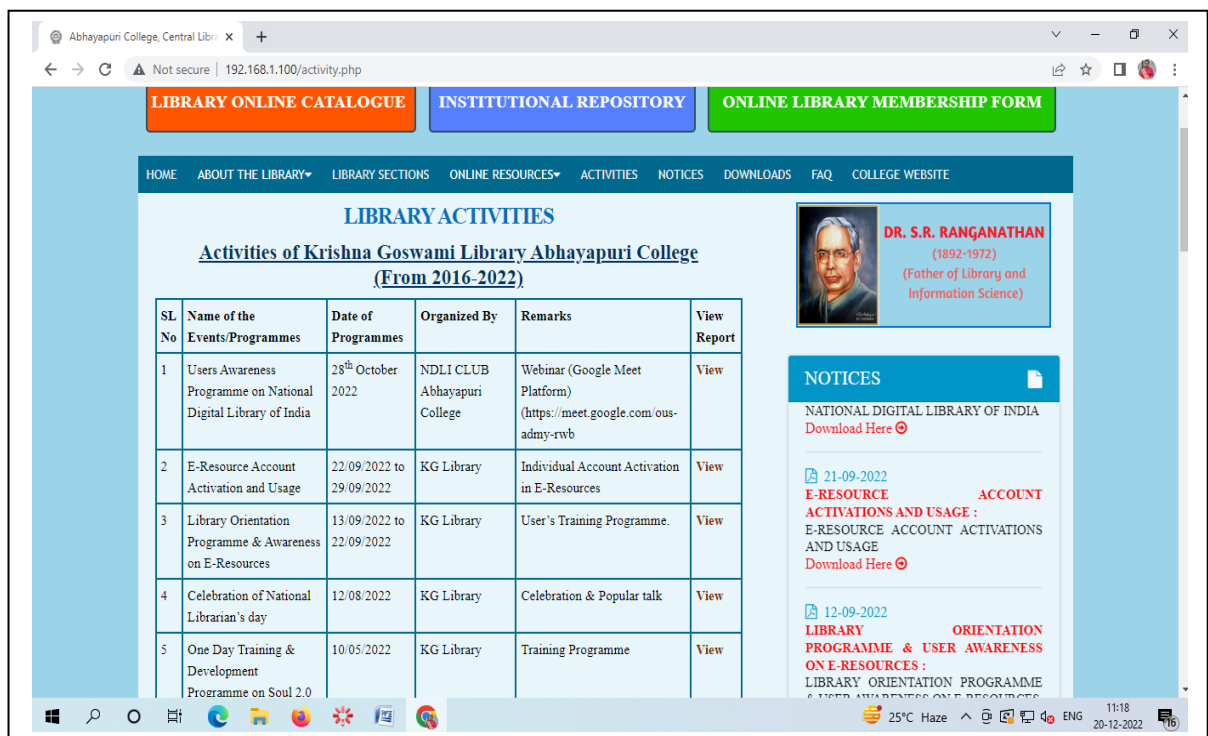 Abhayapuri College, Central Libr
Not secure | 192.168.1.100/activity.php
LIBRARY ONLINE CATALOGUE
INSTITUTIONAL REPOSITORY
ONLINE LIBRARY MEMBERSHIP FORM
HOME ABOUT THE LIBRARY LIBRARY SECTIONS ONLINE RESOURCES ACTIVITIES NOTICES DOWNLOADS FAQ COLLEGE WEBSITE
LIBRARY ACTIVITIES
Activities of Krishna Goswami Library Abhayapuri College
(From 2016-2022)
SL No | Name of the Events/Programmes | Date of Programmes | Organized By | Remarks | View Report
1 | Users Awareness Programme on National Digital Library of India | 28th October 2022 | NDLI CLUB Abhayapuri College | Webinar (Google Meet Platform) (https://meet.google.com/ous-admy-rwb | View
2 | E-Resource Account Activation and Usage | 22/09/2022 to 29/09/2022 | KG Library | Individual Account Activation in E-Resources | View
3 | Library Orientation Programme & Awareness on E-Resources | 13/09/2022 to 22/09/2022 | KG Library | User's Training Programme. | View
4 | Celebration of National Librarian's day | 12/08/2022 | KG Library | Celebration & Popular talk | View
5 | One Day Training & Development Programme on Soul 2.0 | 10/05/2022 | KG Library | Training Programme | View
DR. S.R. RANGANATHAN
(1892-1972)
(Father of Library and
Information Science)
NOTICES
NATIONAL DIGITAL LIBRARY OF INDIA
Download Here
21-09-2022
E-RESOURCE ACCOUNT
ACTIVATIONS AND USAGE :
E-RESOURCE ACCOUNT ACTIVATIONS
AND USAGE
Download Here
12-09-2022
LIBRARY ORIENTATION
PROGRAMME & USER AWARENESS
ON E-RESOURCES :
LIBRARY ORIENTATION PROGRAMME
& USER AWARENESS ON E-RESOURCES
25°C Haze
ENG
11:18
20-12-2022
16